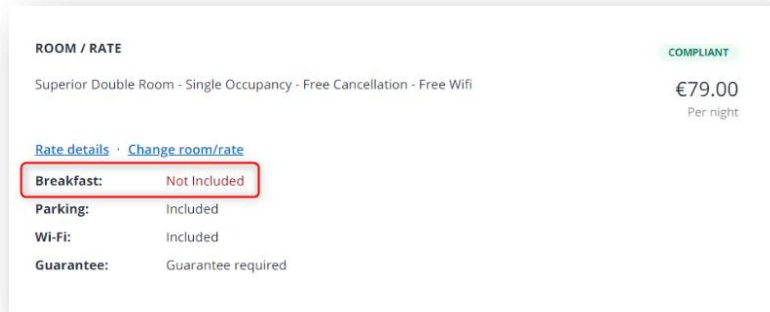 ROOM / RATE
COMPLIANT
Superior Double Room - Single Occupancy - Free Cancellation - Free Wifi
€79.00
Per night
Rate details · Change room/rate
Breakfast: Not Included
Parking: Included
Wi-Fi: Included
Guarantee: Guarantee required